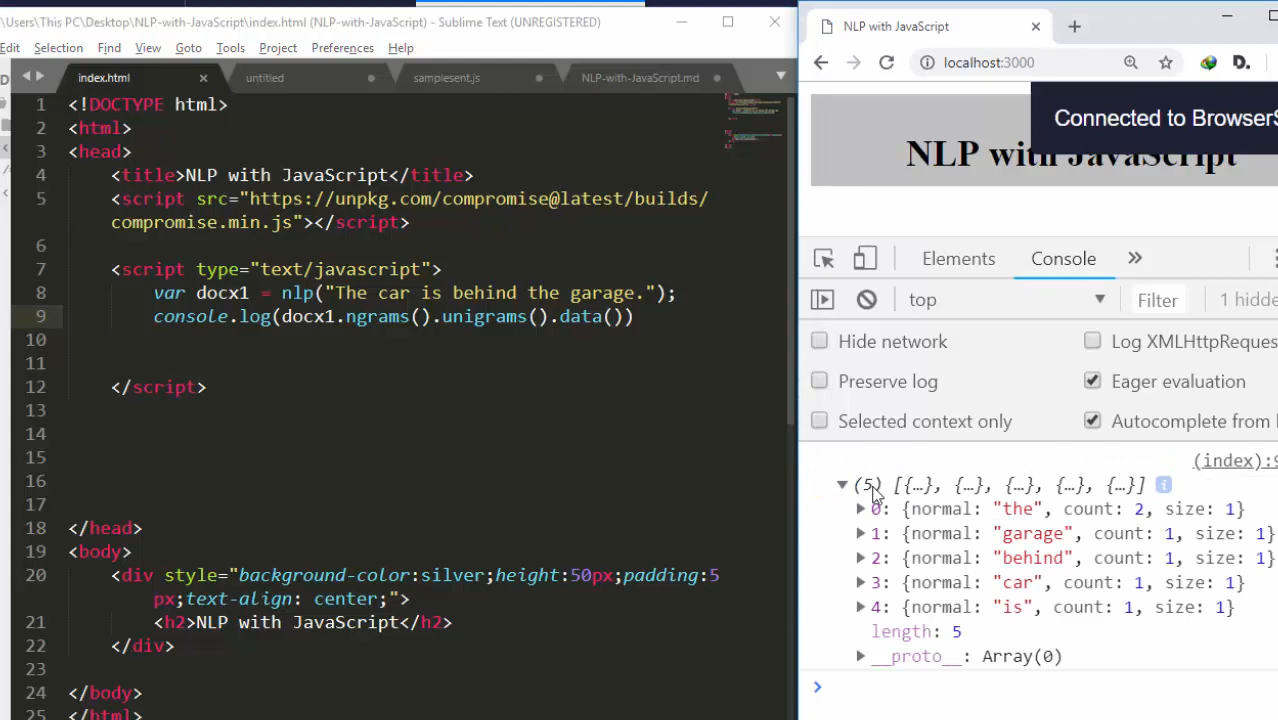 \Users\This PC\Desktop\NLP-with-JavaScript\index.html (NLP-with-JavaScript) - Sublime Text (UNREGISTERED)
Edit Selection Find View Goto Tools Project Preferences Help
index.html untitled samplesent.js NLP-with-JavaScript.md
1 <!DOCTYPE html>
2 <html>
3 <head>
4 <title>NLP with JavaScript</title>
5 <script src="https://unpkg.com/compromise@latest/builds/
compromise.min.js"></script>
6
7 <script type="text/javascript">
8 var docx1 = nlp("The car is behind the garage.");
9 console.log(docx1.ngrams().unigrams().data())
10
11
12 </script>
13
14
15
16
17
18 </head>
19 <body>
20 <div style="background-color:silver;height:50px;padding:5
px;text-align: center;">
21 <h2>NLP with JavaScript</h2>
22 </div>
23
24 </body>
25 </html>
NLP with JavaScript
localhost:3000
Connected to BrowserS
NLP with JavaScript
Elements Console »
top Filter 1 hidde
Hide network Log XMLHttpReques
Preserve log Eager evaluation
Selected context only Autocomplete from
(index):9
(5) [{…}, {…}, {…}, {…}, {…}] i
0: {normal: "the", count: 2, size: 1}
1: {normal: "garage", count: 1, size: 1}
2: {normal: "behind", count: 1, size: 1}
3: {normal: "car", count: 1, size: 1}
4: {normal: "is", count: 1, size: 1}
length: 5
__proto__: Array(0)